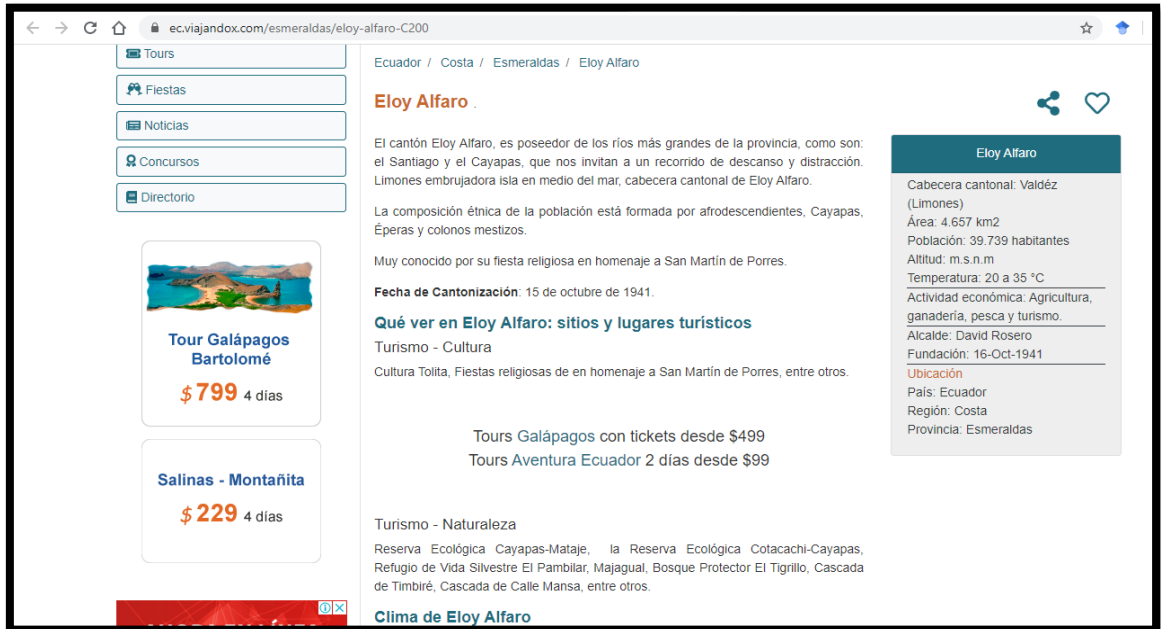 ec.viajandox.com/esmeraldas/eloy-alfaro-C200
Tours
Fiestas
Noticias
Concursos
Directorio
Tour Galápagos
Bartolomé
$ 799 4 días
Salinas - Montañita
$ 229 4 días
Ecuador / Costa / Esmeraldas / Eloy Alfaro
Eloy Alfaro .
El cantón Eloy Alfaro, es poseedor de los ríos más grandes de la provincia, como son:
el Santiago y el Cayapas, que nos invitan a un recorrido de descanso y distracción.
Limones embrujadora isla en medio del mar, cabecera cantonal de Eloy Alfaro.
La composición étnica de la población está formada por afrodescendientes, Cayapas,
Éperas y colonos mestizos.
Muy conocido por su fiesta religiosa en homenaje a San Martín de Porres.
Fecha de Cantonización: 15 de octubre de 1941.
Qué ver en Eloy Alfaro: sitios y lugares turísticos
Turismo - Cultura
Cultura Tolita, Fiestas religiosas de en homenaje a San Martín de Porres, entre otros.
Tours Galápagos con tickets desde $499
Tours Aventura Ecuador 2 días desde $99
Turismo - Naturaleza
Reserva Ecológica Cayapas-Mataje, la Reserva Ecológica Cotacachi-Cayapas,
Refugio de Vida Silvestre El Pambilar, Majagual, Bosque Protector El Tigrillo, Cascada
de Timbiré, Cascada de Calle Mansa, entre otros.
Clima de Eloy Alfaro
Eloy Alfaro
Cabecera cantonal: Valdéz
(Limones)
Área: 4.657 km2
Población: 39.739 habitantes
Altitud: m.s.n.m
Temperatura: 20 a 35 °C
Actividad económica: Agricultura,
ganadería, pesca y turismo.
Alcalde: David Rosero
Fundación: 16-Oct-1941
Ubicación
País: Ecuador
Región: Costa
Provincia: Esmeraldas